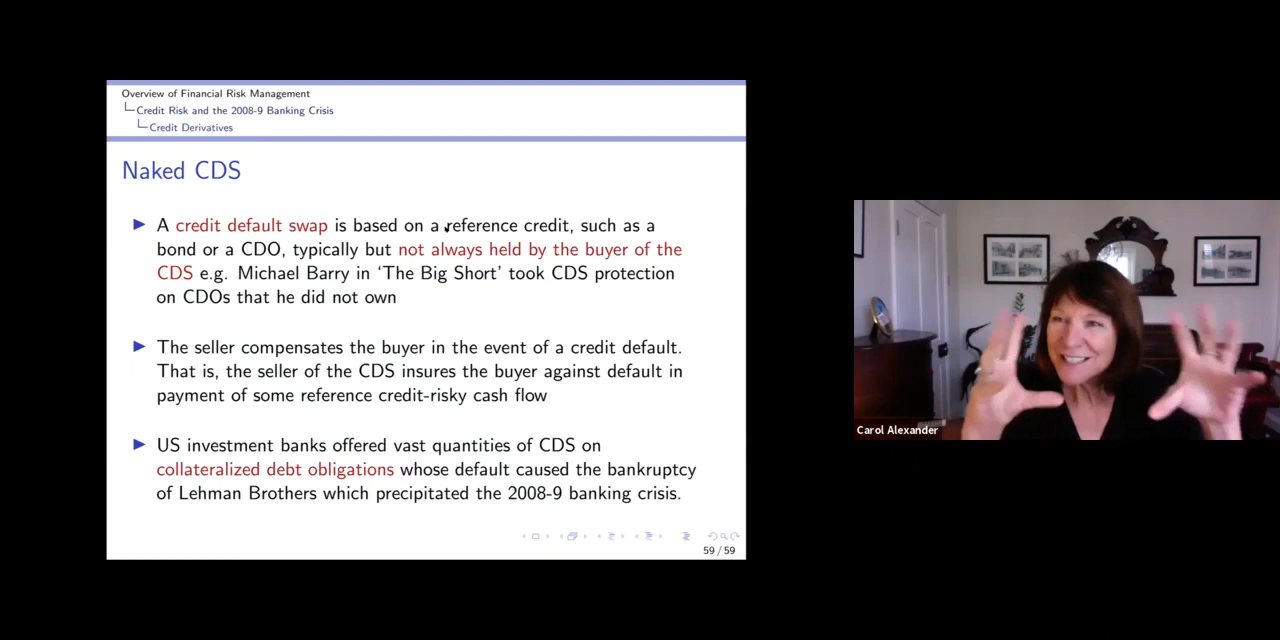 Overview of Financial Risk Management
Credit Risk and the 2008-9 Banking Crisis
Credit Derivatives
Naked CDS
A credit default swap is based on a reference credit, such as a
bond or a CDO, typically but not always held by the buyer of the
CDS e.g. Michael Barry in ‘The Big Short’ took CDS protection
on CDOs that he did not own
The seller compensates the buyer in the event of a credit default.
That is, the seller of the CDS insures the buyer against default in
payment of some reference credit-risky cash flow
US investment banks offered vast quantities of CDS on
collateralized debt obligations whose default caused the bankruptcy
of Lehman Brothers which precipitated the 2008-9 banking crisis.
59 / 59
Carol Alexander